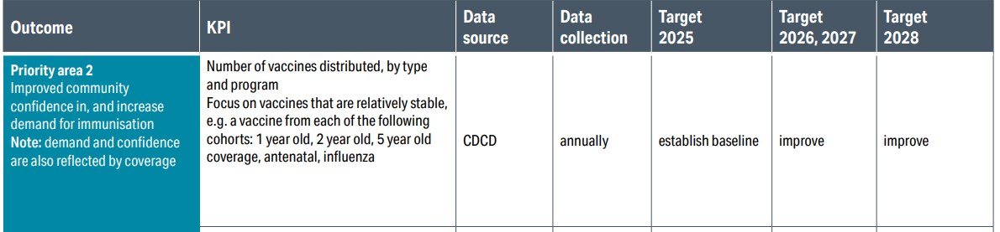 Outcome
KPI
Data
source
Data
collection
Target
2025
Target
2026, 2027
Target
2028
Priority area 2
Improved community
confidence in, and increase
demand for immunisation
Note: demand and confidence
are also reflected by coverage
Number of vaccines distributed, by type
and program
Focus on vaccines that are relatively stable,
e.g. a vaccine from each of the following
cohorts: 1 year old, 2 year old, 5 year old
coverage, antenatal, influenza
CDCD
annually
establish baseline
improve
improve